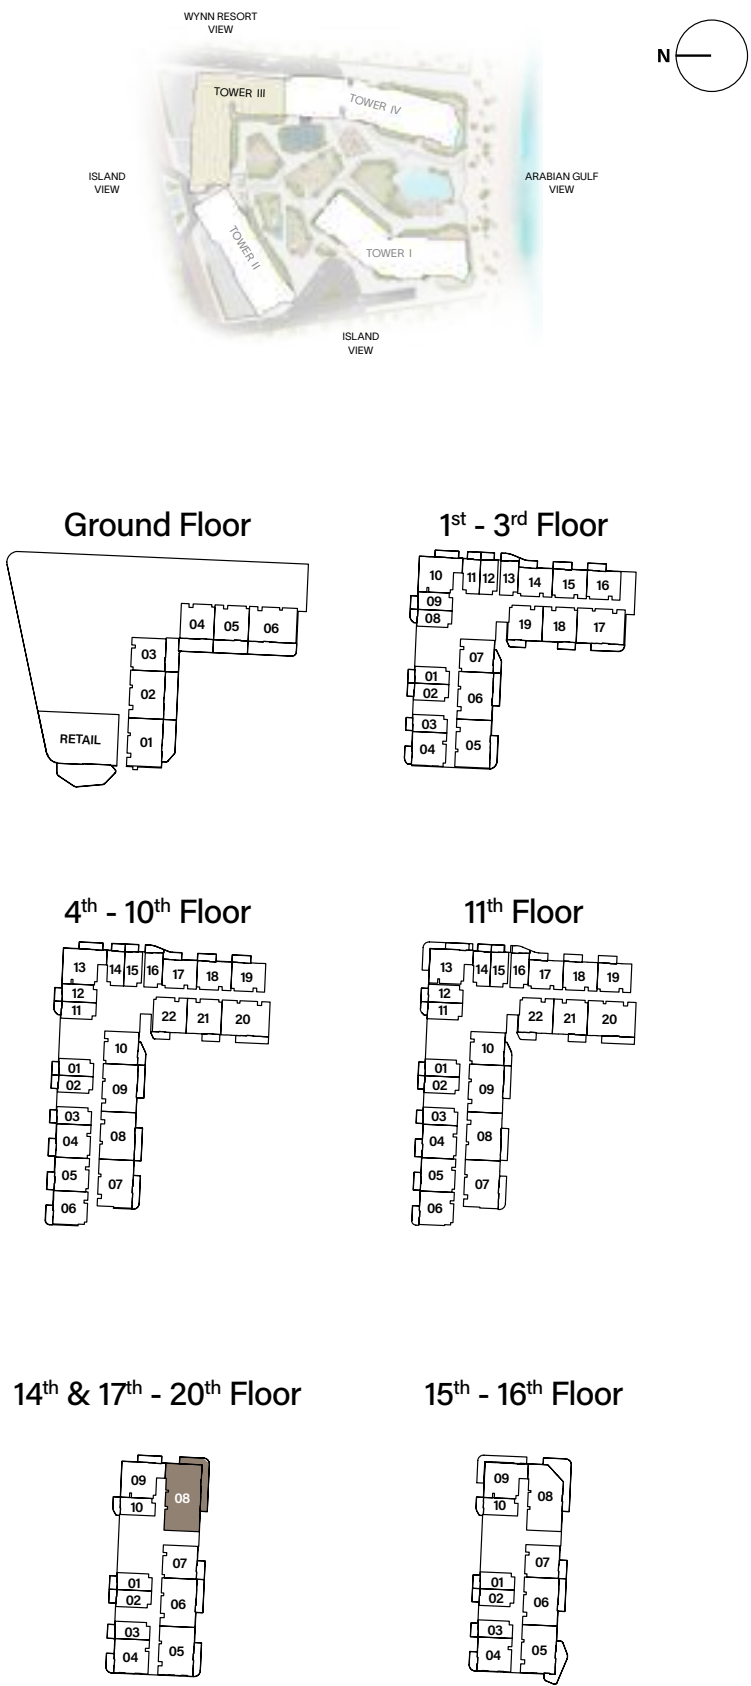 WYNN RESORT
VIEW
N
TOWER III
TOWER IV
ISLAND
VIEW
ARABIAN GULF
VIEW
TOWER II
TOWER I
ISLAND
VIEW
Ground Floor
04 05 06
03
02
01
RETAIL
1st - 3rd Floor
10 11 12 13 14 15 16
09
08
19 18 17
07
01
02
06
03
04
05
4th - 10th Floor
13 14 15 16 17 18 19
12
11
22 21 20
10
01
02
09
03
04
08
05
07
06
11th Floor
13 14 15 16 17 18 19
12
11
22 21 20
10
01
02
09
03
04
08
05
07
06
14th & 17th - 20th Floor
09
08
10
07
01
02
06
03
04
05
15th - 16th Floor
09
08
10
07
01
02
06
03
04
05